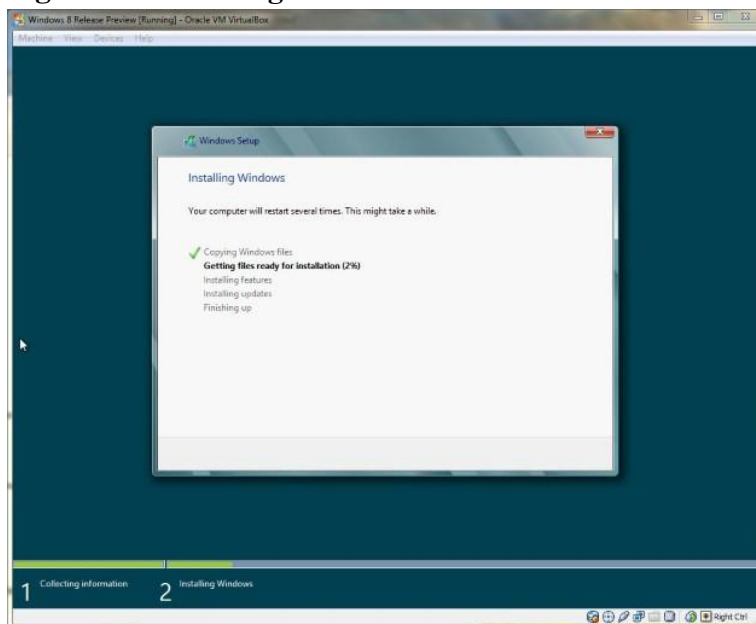 Windows 8 Release Preview [Running] - Oracle VM VirtualBox
Machine View Devices Help
Windows Setup
Installing Windows
Your computer will restart several times. This might take a while.
Copying Windows files
Getting files ready for installation (2%)
Installing features
Installing updates
Finishing up
1 Collecting information 2 Installing Windows
Right Ctrl